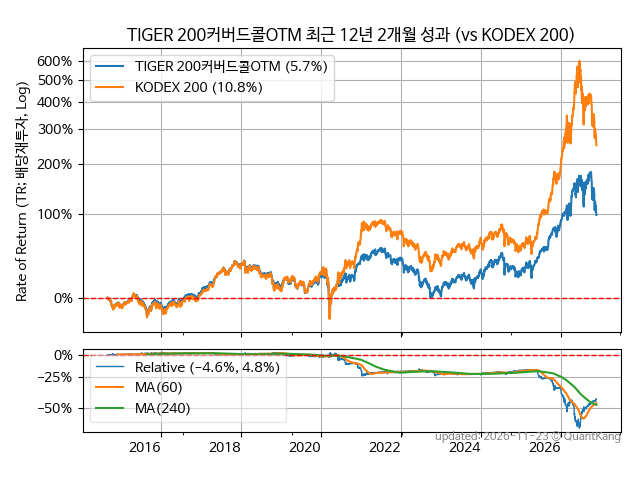 TIGER 200커버드콜OTM 최근 12년 2개월 성과 (vs KODEX 200)
Rate of Return (TR; 배당재투자, Log)
600%
500%
400%
300%
200%
100%
0%
TIGER 200커버드콜OTM (5.7%)
KODEX 200 (10.8%)
0%
−25%
−50%
Relative (−4.6%, 4.8%)
MA(60)
MA(240)
2016
2018
2020
2022
2024
2026
updated: 2026-11-23 © QuantKang